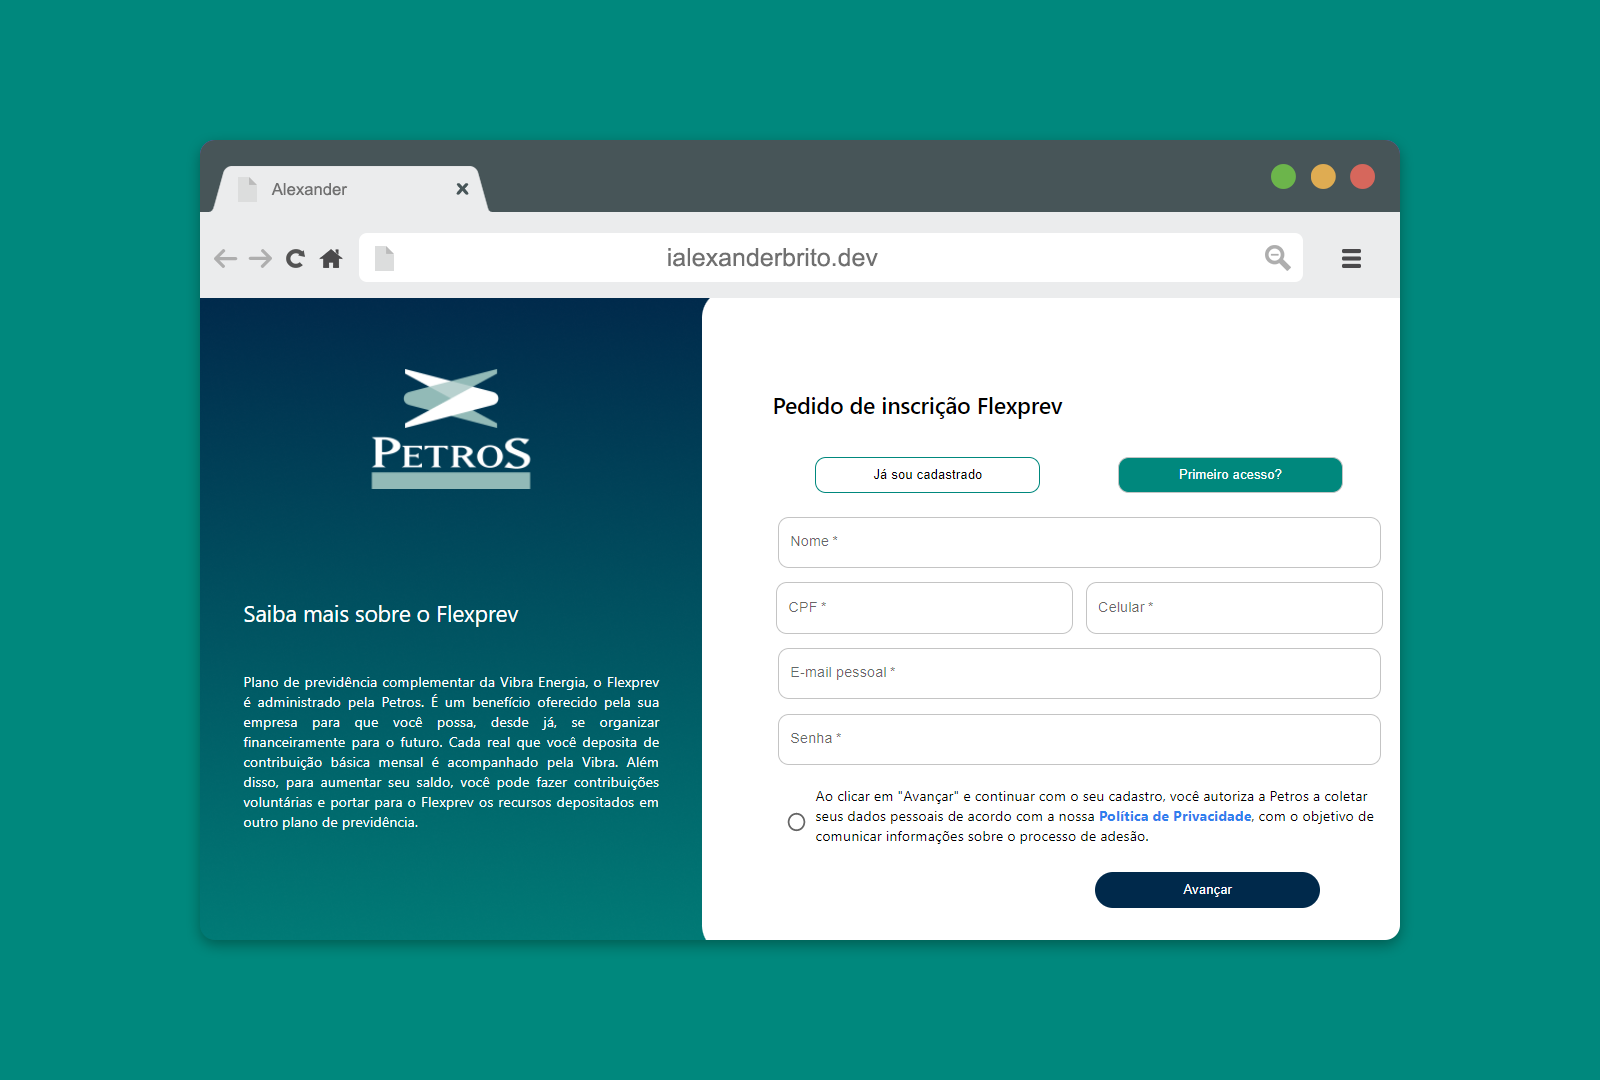 Alexander
ialexanderbrito.dev
PETROS
Saiba mais sobre o Flexprev
Plano de previdência complementar da Vibra Energia, o Flexprev
é administrado pela Petros. É um benefício oferecido pela sua
empresa para que você possa, desde já, se organizar
financeiramente para o futuro. Cada real que você deposita de
contribuição básica mensal é acompanhado pela Vibra. Além
disso, para aumentar seu saldo, você pode fazer contribuições
voluntárias e portar para o Flexprev os recursos depositados em
outro plano de previdência.
Pedido de inscrição Flexprev
Já sou cadastrado
Primeiro acesso?
Nome *
CPF *
Celular *
E-mail pessoal *
Senha *
Ao clicar em "Avançar" e continuar com o seu cadastro, você autoriza a Petros a coletar
seus dados pessoais de acordo com a nossa Política de Privacidade, com o objetivo de
comunicar informações sobre o processo de adesão.
Avançar